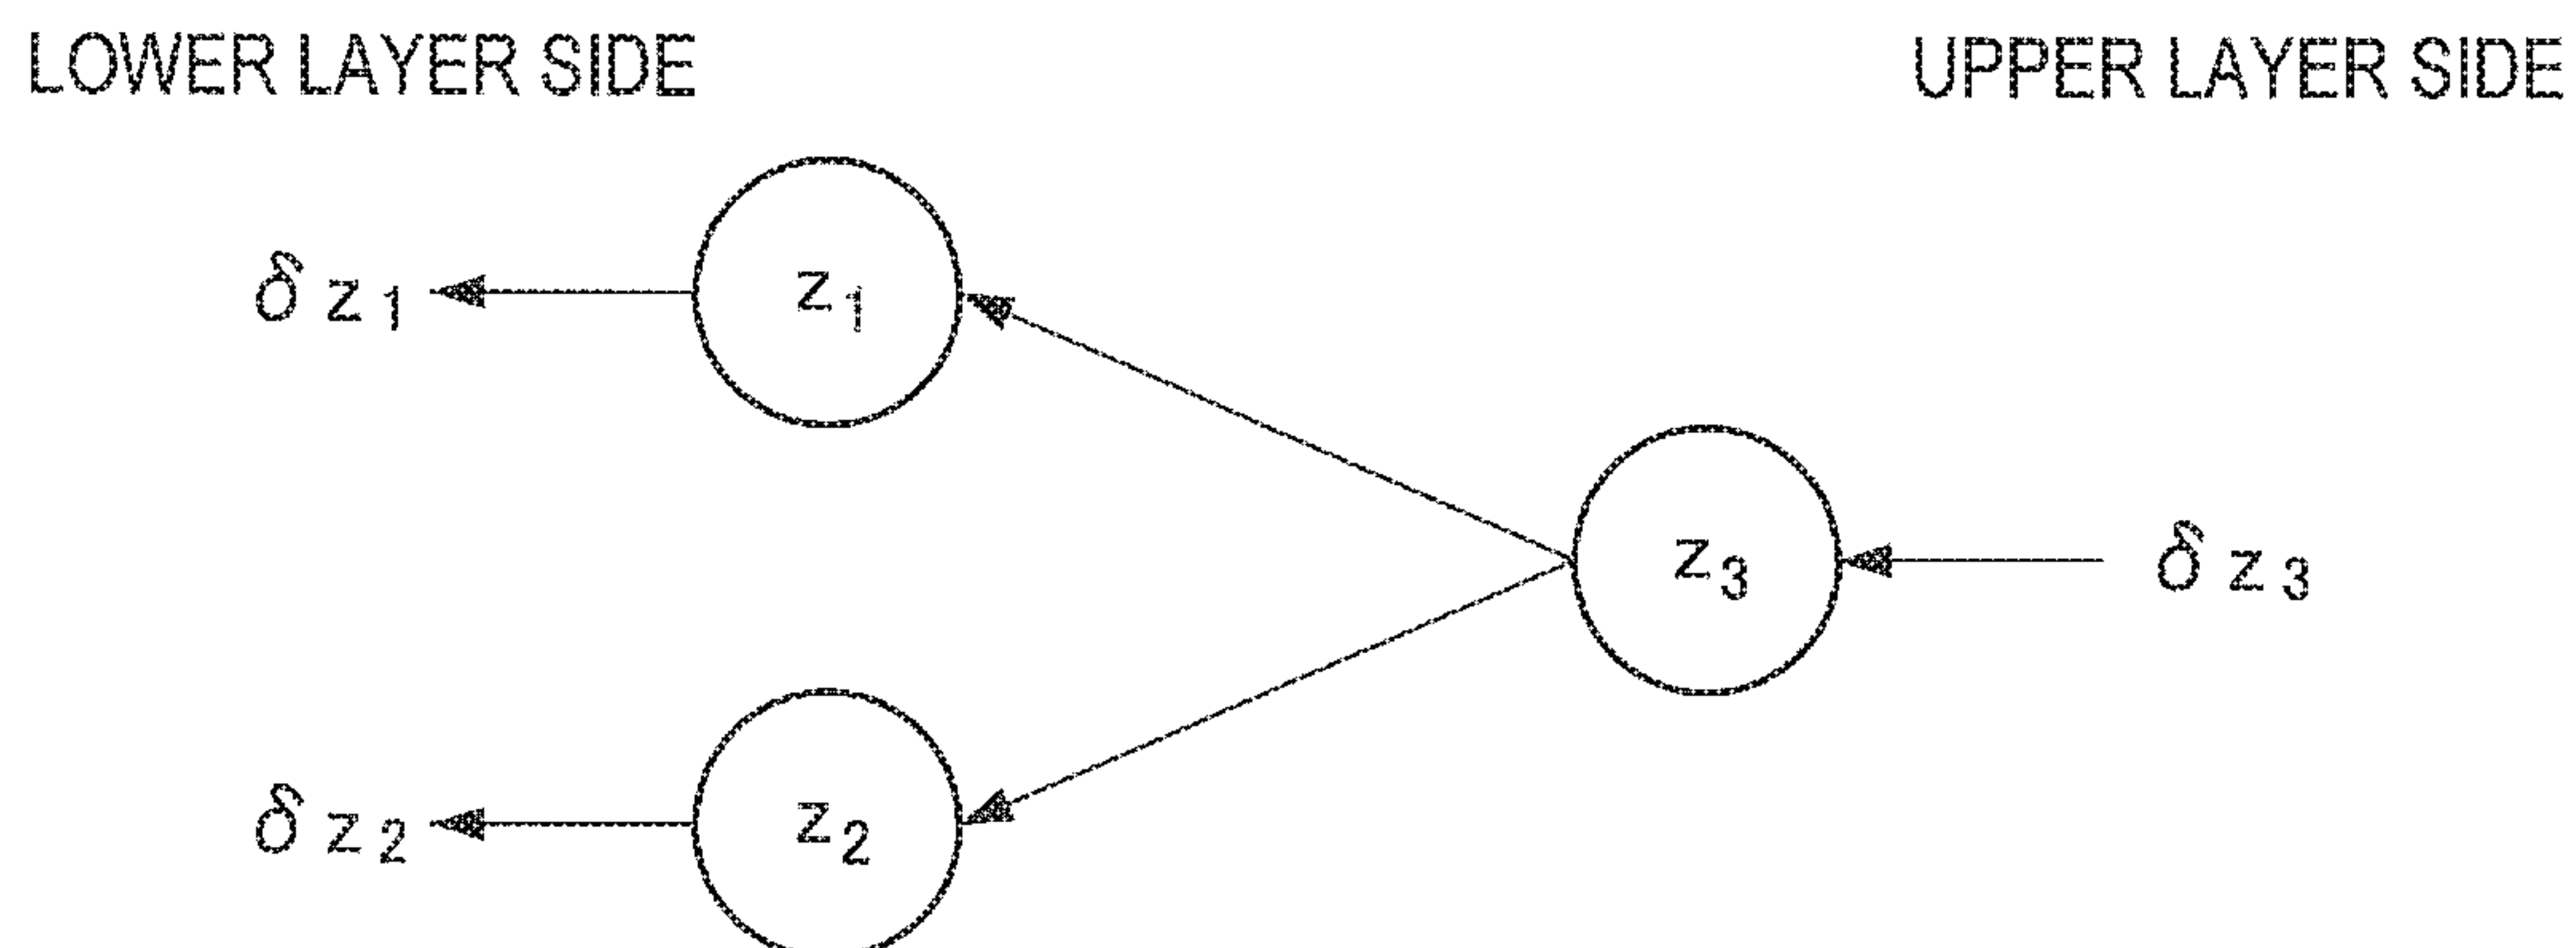 LOWER LAYER SIDE UPPER LAYER SIDE
δz₁ z₁
z₃ δz₃
δz₂ z₂